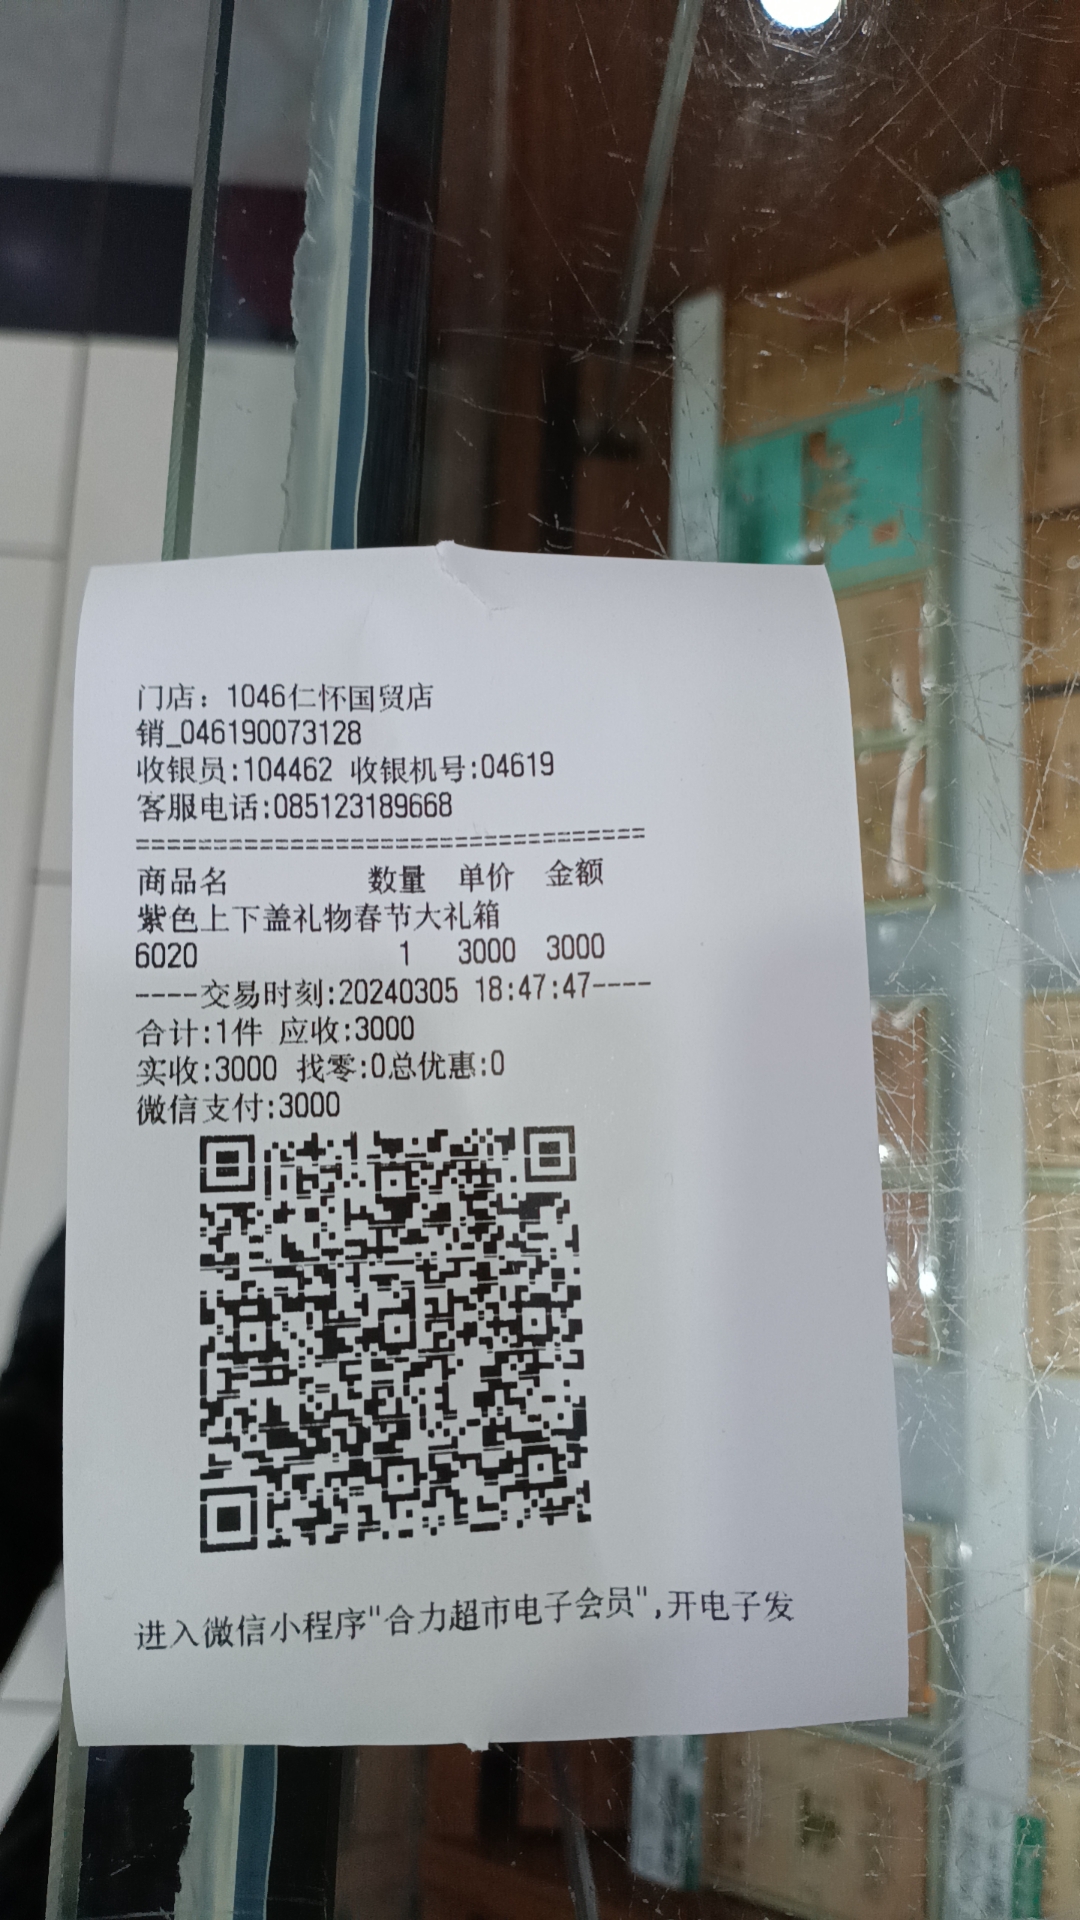 门店：1046仁怀国贸店
销_046190073128
收银员:104462 收银机号:04619
客服电话:085123189668
=================================
商品名 数量 单价 金额
紫色上下盖礼物春节大礼箱
6020 1 3000 3000
----交易时刻:20240305 18:47:47----
合计:1件 应收:3000
实收:3000 找零:0总优惠:0
微信支付:3000
进入微信小程序"合力超市电子会员",开电子发